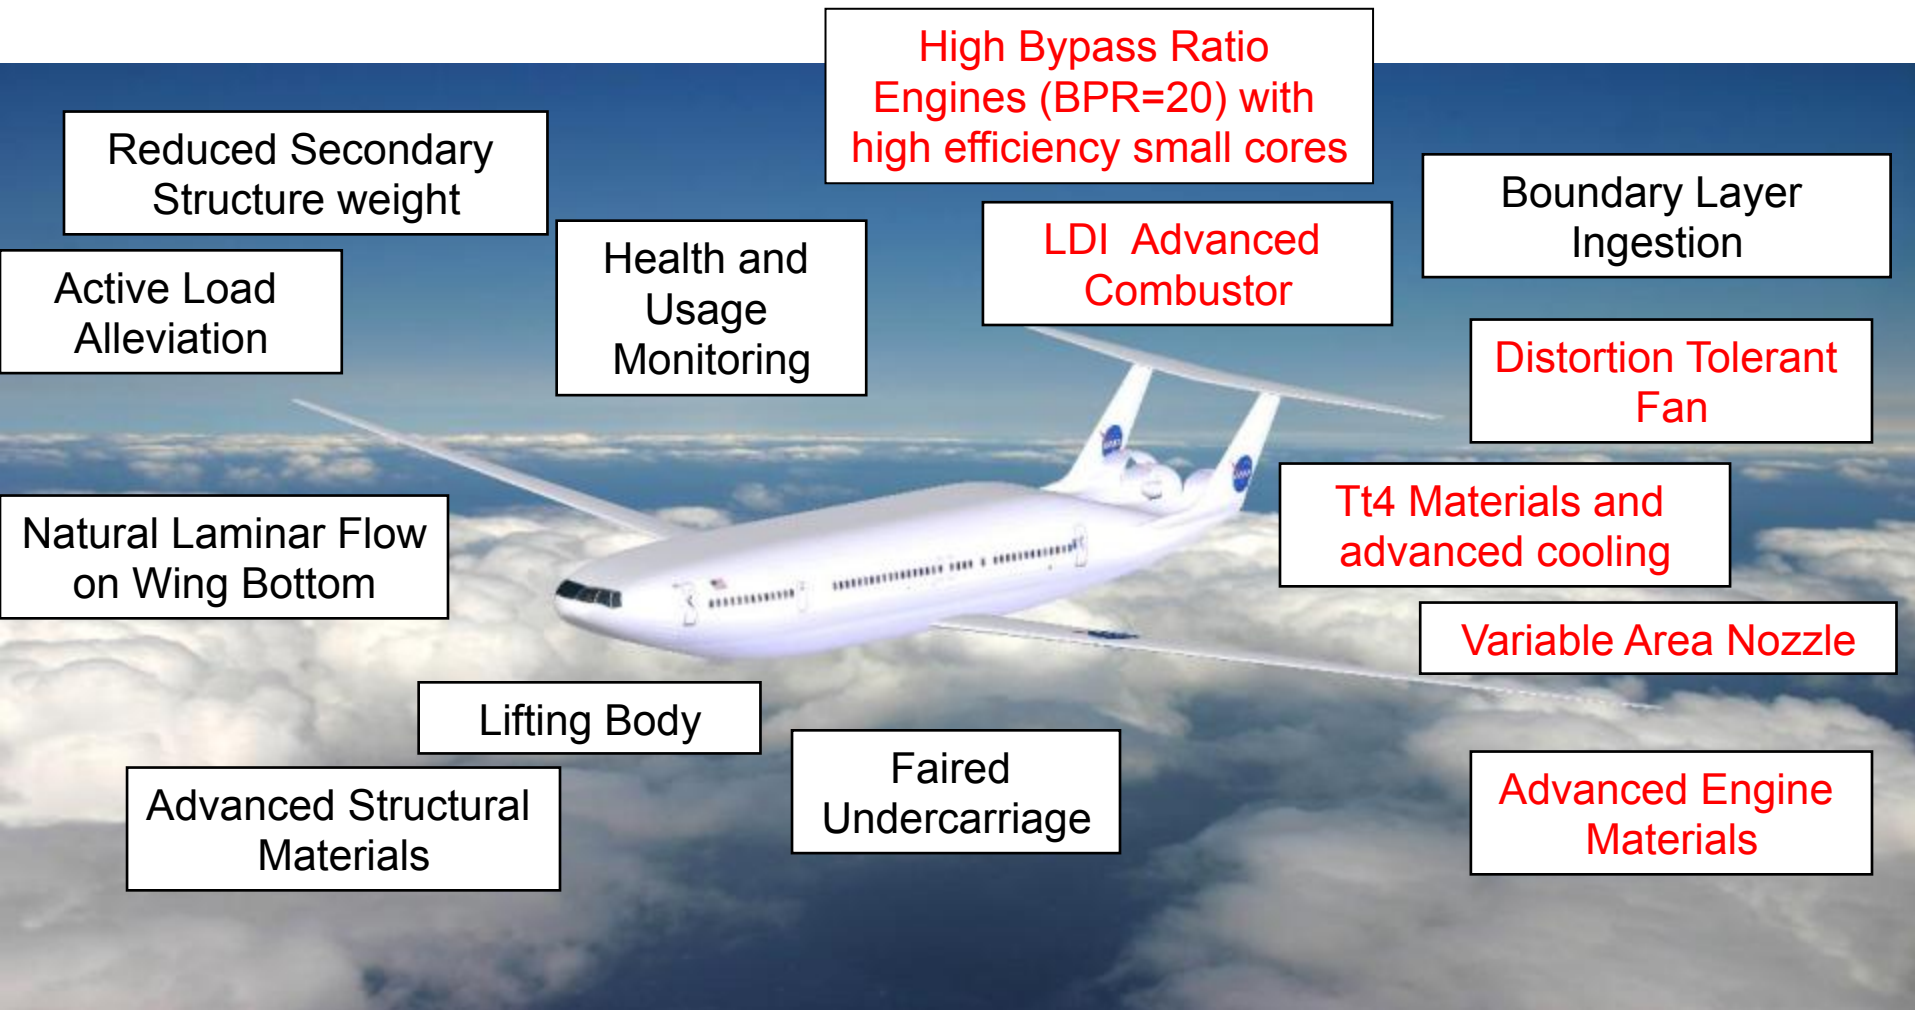 High Bypass Ratio
Engines (BPR=20) with
high efficiency small cores
Reduced Secondary
Structure weight
Boundary Layer
Ingestion
Health and
Usage
Monitoring
LDI  Advanced
Combustor
Active Load
Alleviation
Distortion Tolerant
Fan
Tt4 Materials and
advanced cooling
Natural Laminar Flow
on Wing Bottom
Variable Area Nozzle
Lifting Body
Faired
Undercarriage
Advanced Structural
Materials
Advanced Engine
Materials
NASA
NASA